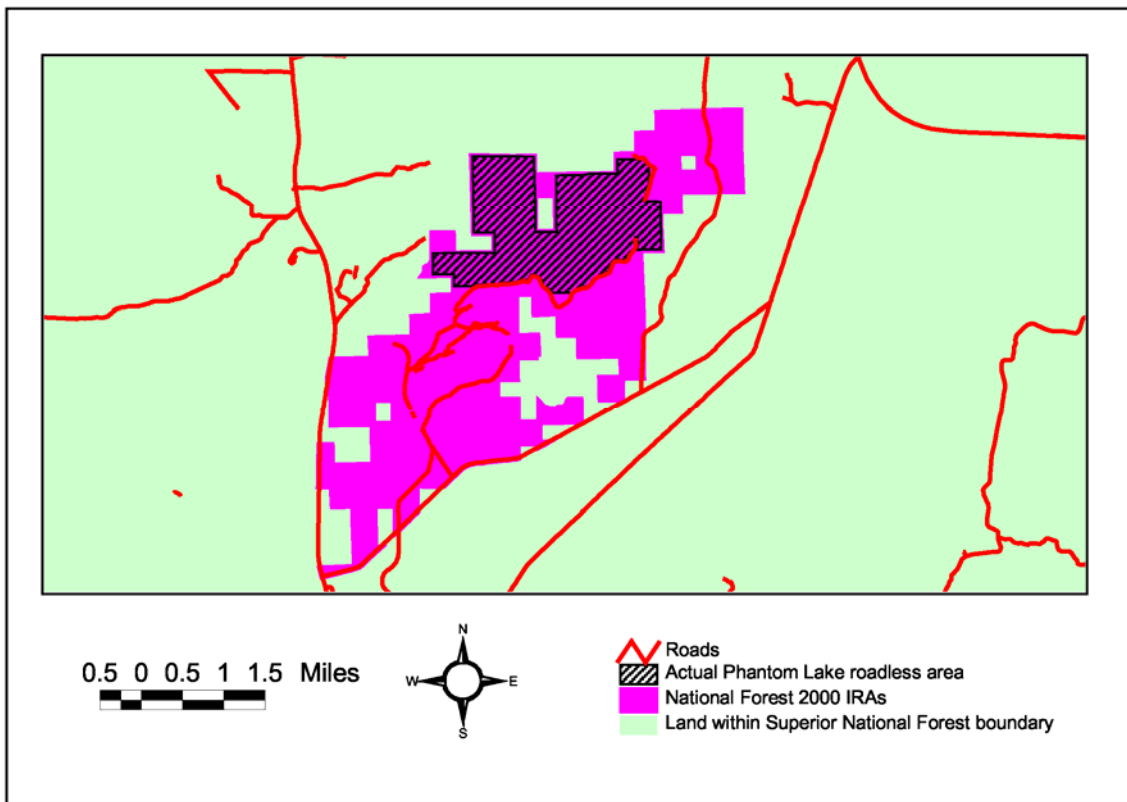 N
W E
S
0.5 0 0.5 1 1.5 Miles
Roads
Actual Phantom Lake roadless area
National Forest 2000 IRAs
Land within Superior National Forest boundary